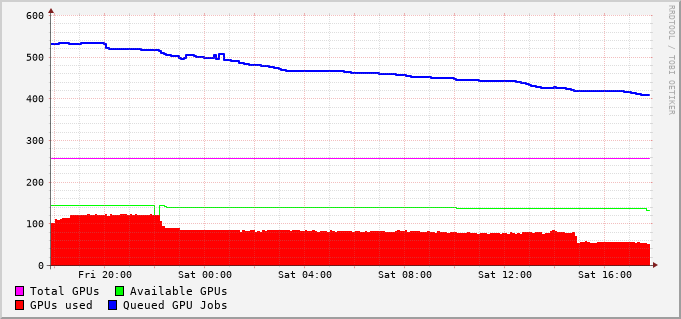 RRDTOOL / TOBI OETIKER
600
500
400
300
200
100
0
Fri 20:00 Sat 00:00 Sat 04:00 Sat 08:00 Sat 12:00 Sat 16:00
Total GPUs Available GPUs
GPUs used Queued GPU Jobs